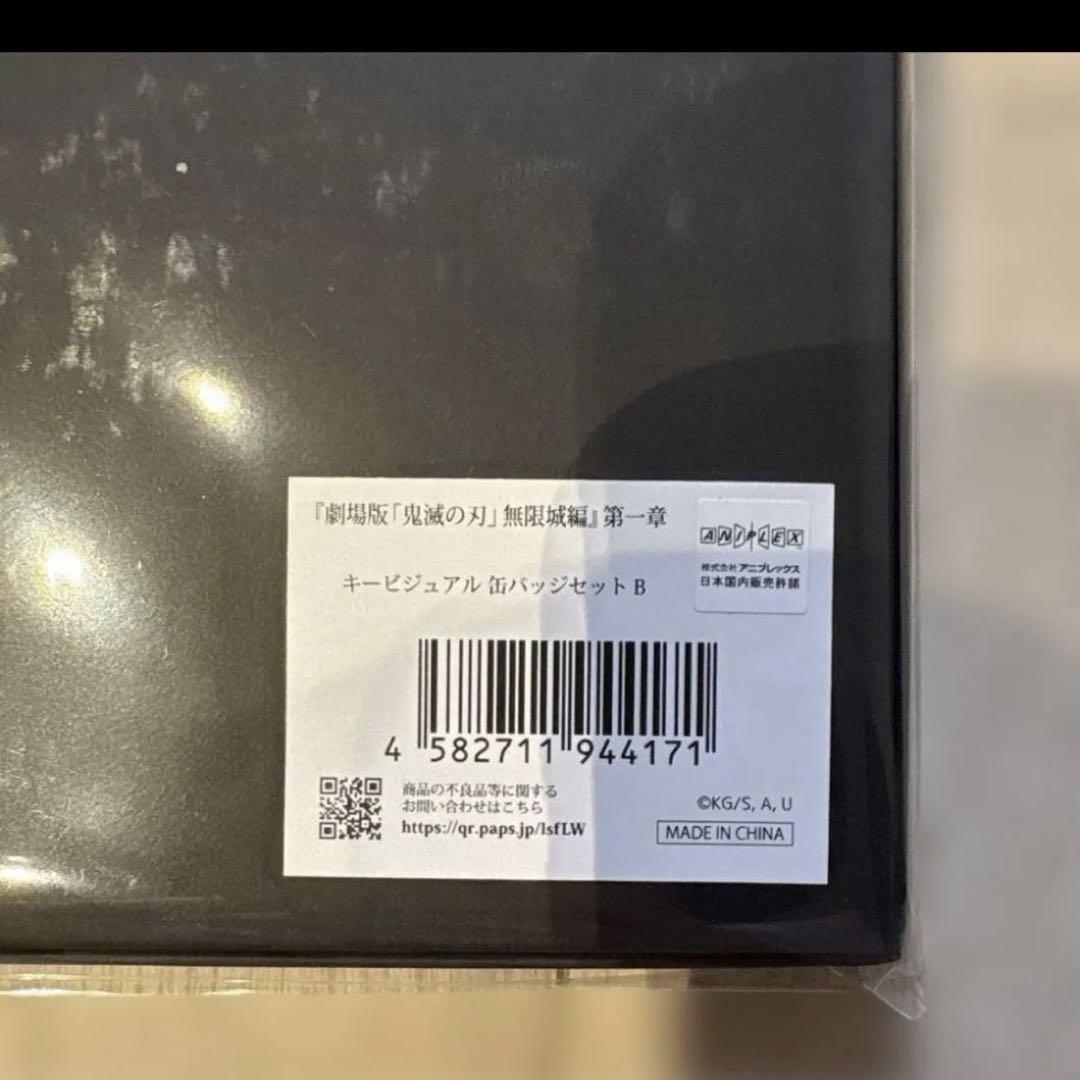 『劇場版「鬼滅の刃」無限城編』第一章
キービジュアル 缶バッジセット B
ANIPLEX
株式会社アニプレックス
日本国内販売許諾
4 582711 944171
商品の不良品等に関する
お問い合わせはこちら
https://qr.paps.jp/lsfLW
©KG/S, A, U
MADE IN CHINA